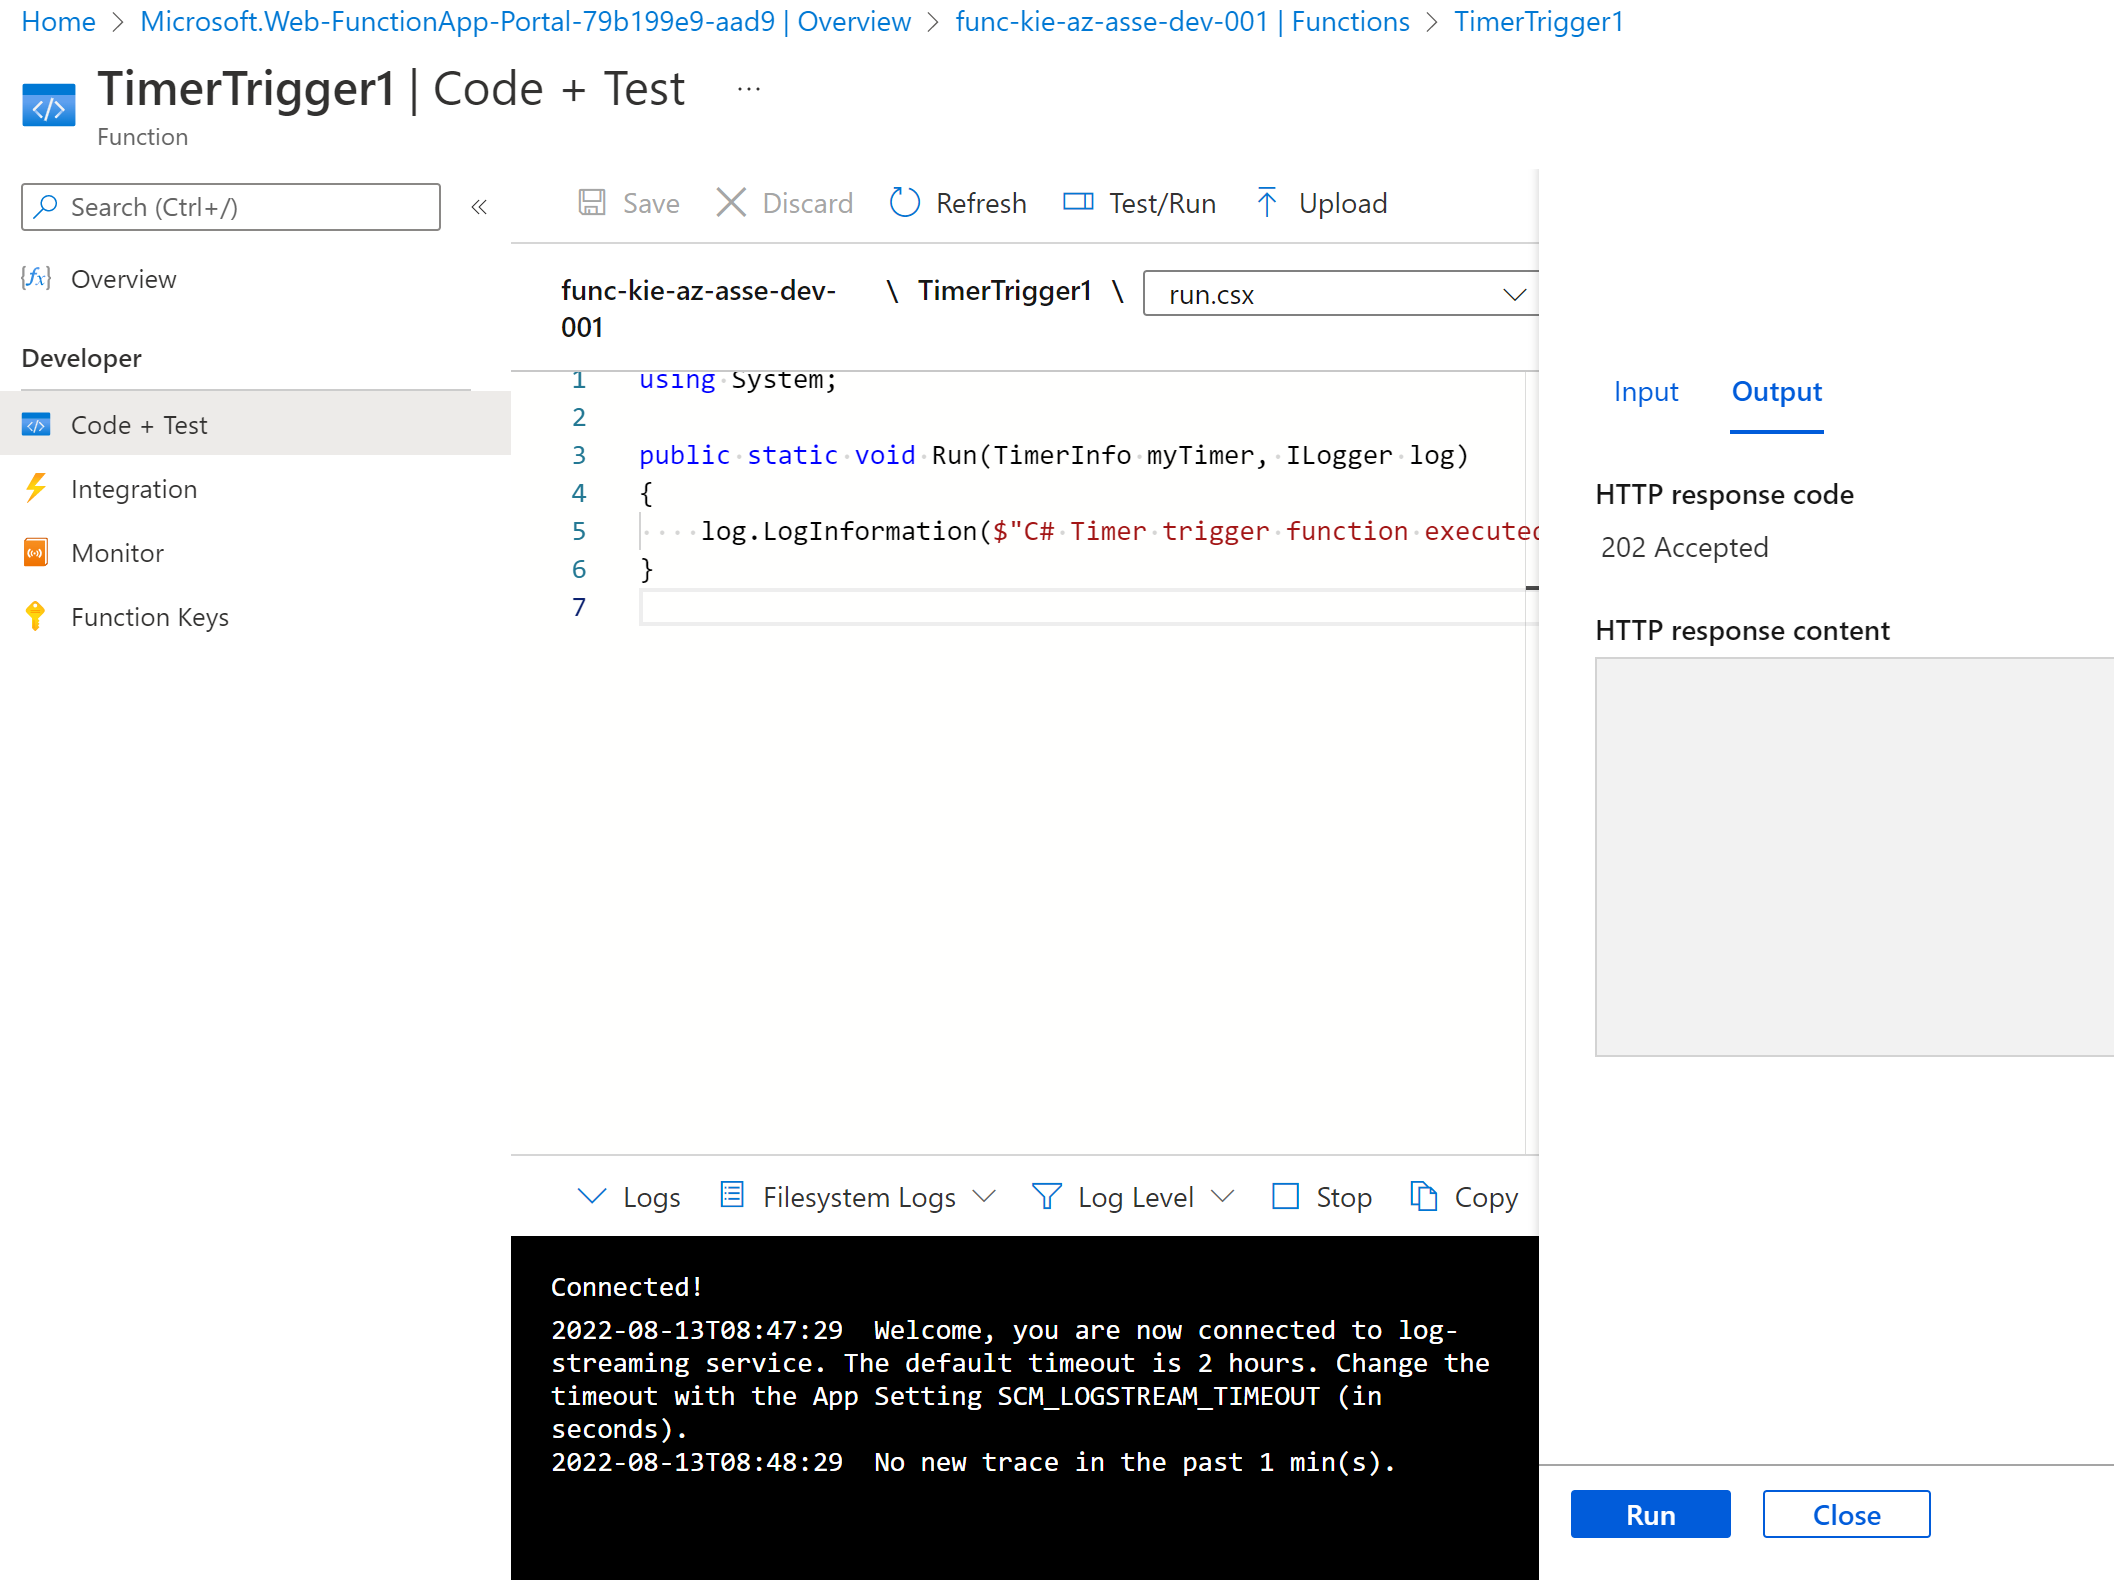 Home > Microsoft.Web-FunctionApp-Portal-79b199e9-aad9 | Overview > func-kie-az-asse-dev-001 | Functions > TimerTrigger1
TimerTrigger1 | Code + Test ...
Function
Search (Ctrl+/)
«
Overview
Developer
Code + Test
Integration
Monitor
Function Keys
Save Discard Refresh Test/Run Upload
func-kie-az-asse-dev-001 \ TimerTrigger1 \ run.csx
1 using System;
2
3 public static void Run(TimerInfo myTimer, ILogger log)
4 {
5 log.LogInformation($"C# Timer trigger function executed
6 }
7
Logs Filesystem Logs Log Level Stop Copy
Connected!
2022-08-13T08:47:29  Welcome, you are now connected to log-
streaming service. The default timeout is 2 hours. Change the
timeout with the App Setting SCM_LOGSTREAM_TIMEOUT (in
seconds).
2022-08-13T08:48:29  No new trace in the past 1 min(s).
Input Output
HTTP response code
202 Accepted
HTTP response content
Run Close